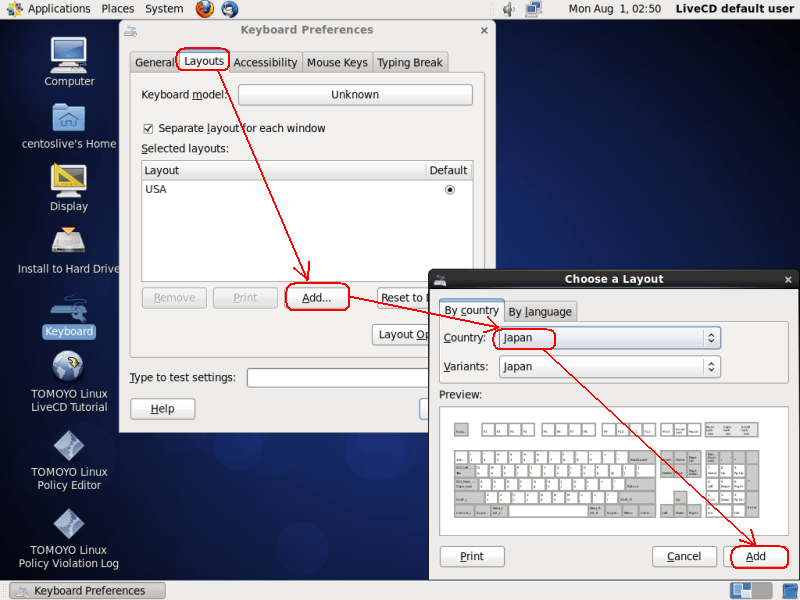 Applications Places System
Mon Aug 1, 02:50 LiveCD default user
Computer
centoslive's Home
Display
Install to Hard Drive
Keyboard
TOMOYO Linux
LiveCD Tutorial
TOMOYO Linux
Policy Editor
TOMOYO Linux
Policy Violation Log
Keyboard Preferences
General Layouts Accessibility Mouse Keys Typing Break
Keyboard model: Unknown
Separate layout for each window
Selected layouts:
Layout Default
USA
Remove Print Add... Reset to
Layout Op
Type to test settings:
Help
Choose a Layout
By country By language
Country: Japan
Variants: Japan
Preview:
Print Cancel Add
Keyboard Preferences